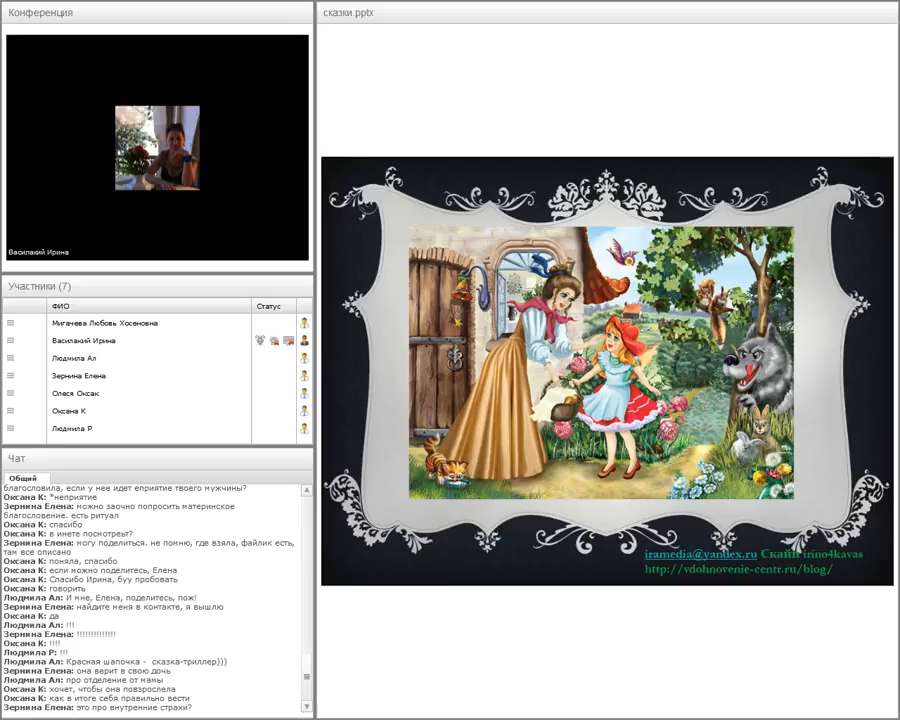 Конференция
Василакий Ирина
Участники (7)
ФИО
Статус
Мигачева Любовь Хосеновна
Василакий Ирина
Людмила Ал
Зернина Елена
Олеся Оксак
Оксана К
Людмила Р
Чат
Общий
благословила, если у нее идет еприятие твоего мужчины?
Оксана К: *неприятие
Зернина Елена: можно заочно попросить материнское
благословение. есть ритуал
Оксана К: спасибо
Оксана К: в инете посмотреьт?
Зернина Елена: могу поделиться. не помню, где взяла, файлик есть,
там все описано
Оксана К: поняла, спасибо
Оксана К: если можно поделитесь, Елена
Оксана К: Спасибо Ирина, буу пробовать
Оксана К: говорить
Людмила Ал: И мне, Елена, поделитесь, пож!
Зернина Елена: найдите меня в контакте, я вышлю
Оксана К: да
Людмила Ал: !!!
Зернина Елена: !!!!!!!!!!!!!!
Оксана К: !!!!
Людмила Р: !!!
Людмила Ал: Красная шапочка - сказка-триллер)))
Зернина Елена: она верит в свою дочь
Людмила Ал: про отделение от мамы
Оксана К: хочет, чтобы она повзрослела
Оксана К: как в итоге себя правильно вести
Зернина Елена: это про внутренние страхи?
сказки.pptx
iramedia@yandex.ru Скайп irino4kavas
http://vdohnovenie-centr.ru/blog/